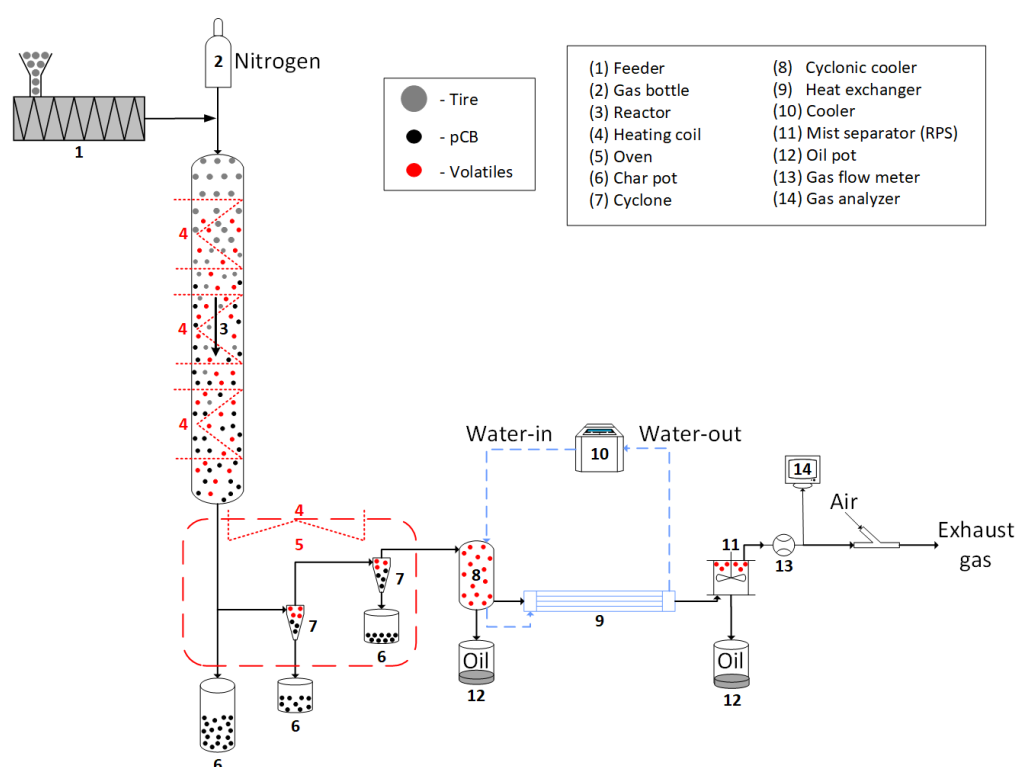 2 Nitrogen
1
- Tire
- pCB
- Volatiles
(1) Feeder
(2) Gas bottle
(3) Reactor
(4) Heating coil
(5) Oven
(6) Char pot
(7) Cyclone
(8) Cyclonic cooler
(9) Heat exchanger
(10) Cooler
(11) Mist separator (RPS)
(12) Oil pot
(13) Gas flow meter
(14) Gas analyzer
4
4
3
4
Water-in
10
Water-out
14
Air
Exhaust
gas
4
5
11
13
7
8
7
9
6
Oil
12
Oil
12
6
6